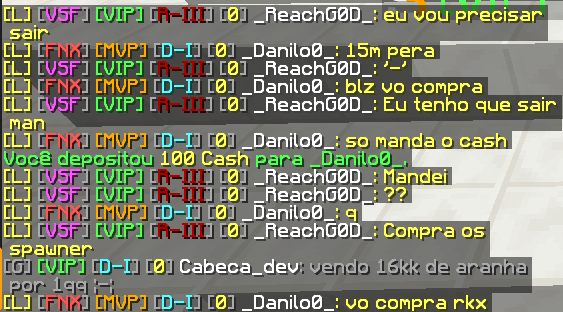 [L] [VSF] [VIP] [R-III] [0] _ReachG0D_: eu vou precisar
sair
[L] [FNX] [MVP] [D-I] [0] _Danilo0_: 15m pera
[L] [VSF] [VIP] [R-III] [0] _ReachG0D_: '-'
[L] [FNX] [MVP] [D-I] [0] _Danilo0_: blz vo compra
[L] [VSF] [VIP] [R-III] [0] _ReachG0D_: Eu tenho que sair
man
[L] [FNX] [MVP] [D-I] [0] _Danilo0_: so manda o cash
Você depositou 100 Cash para _Danilo0_.
[L] [VSF] [VIP] [R-III] [0] _ReachG0D_: Mandei
[L] [VSF] [VIP] [R-III] [0] _ReachG0D_: ??
[L] [FNX] [MVP] [D-I] [0] _Danilo0_: q
[L] [VSF] [VIP] [R-III] [0] _ReachG0D_: Compra os
spawner
[G] [VIP] [D-I] [0] Cabeca_dev: vendo 16kk de aranha
por 1qq ;-;
[L] [FNX] [MVP] [D-I] [0] _Danilo0_: vo compra rkx